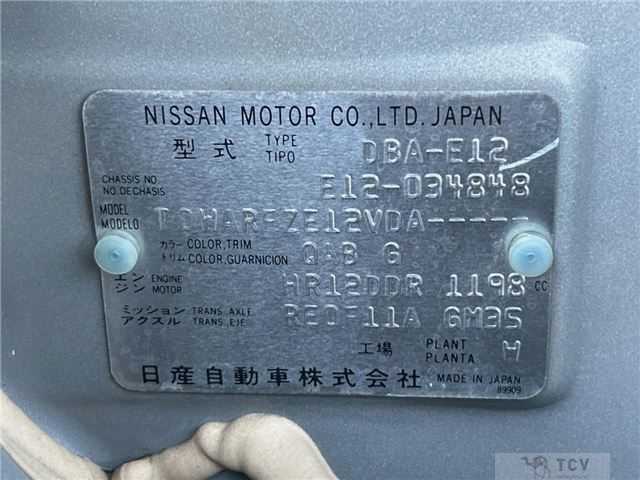 NISSAN MOTOR CO.,LTD. JAPAN
型式 TYPE TIPO DBA-E12
CHASSIS NO. NO.DECHASIS E12-034848
MODEL MODELO ZE12VDA-----
カラー COLOR,TRIM トリム COLOR,GUARNICION QAB G
エンジン ENGINE MOTOR HR12DDR 1198 CC
ミッション TRANS. AXLE アクスル TRANS. EJE RE0F11A GM35
工場 PLANT PLANTA H
日産自動車株式会社 MADE IN JAPAN
89909
TCV